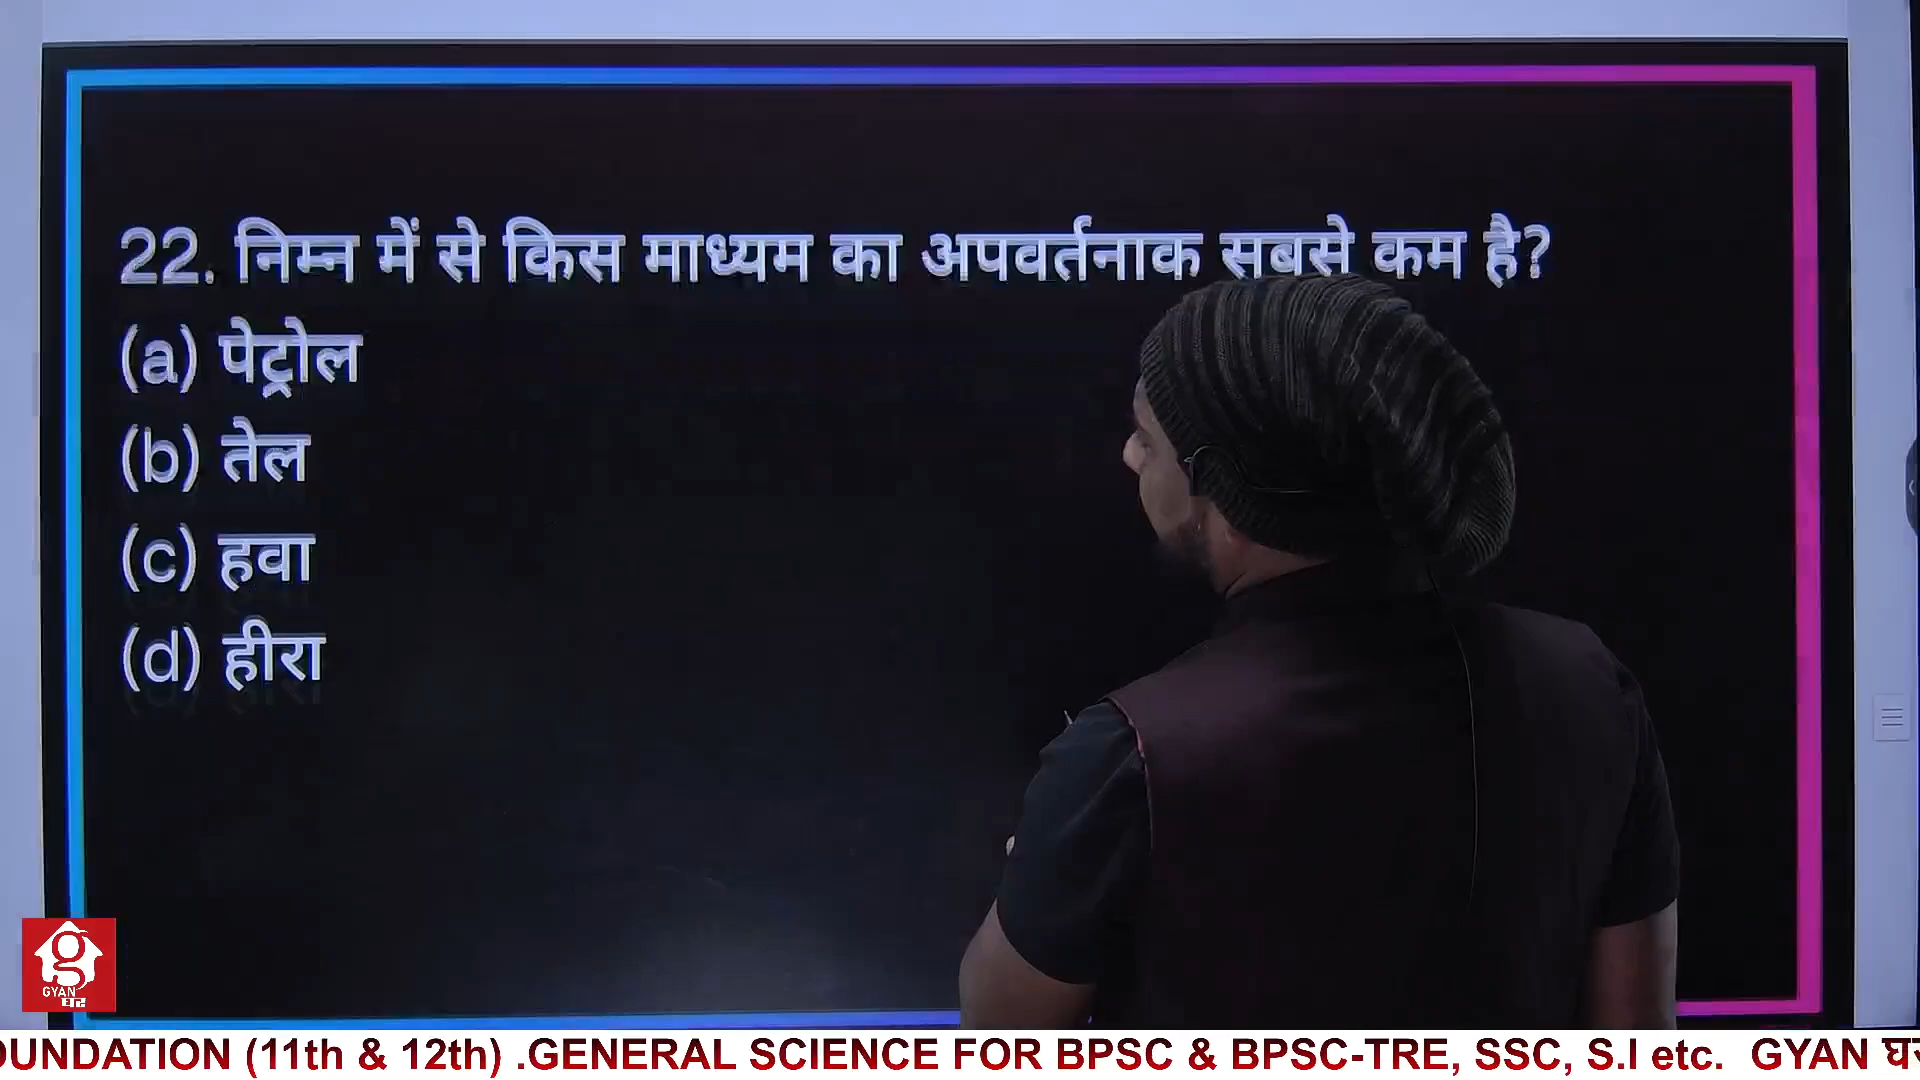 22. निम्न में से किस माध्यम का अपवर्तनाक सबसे कम है?
(a) पेट्रोल
(b) तेल
(c) हवा
(d) हीरा
g
GYAN
घर
OUNDATION (11th & 12th) .GENERAL SCIENCE FOR BPSC & BPSC-TRE, SSC, S.I etc. GYAN घर